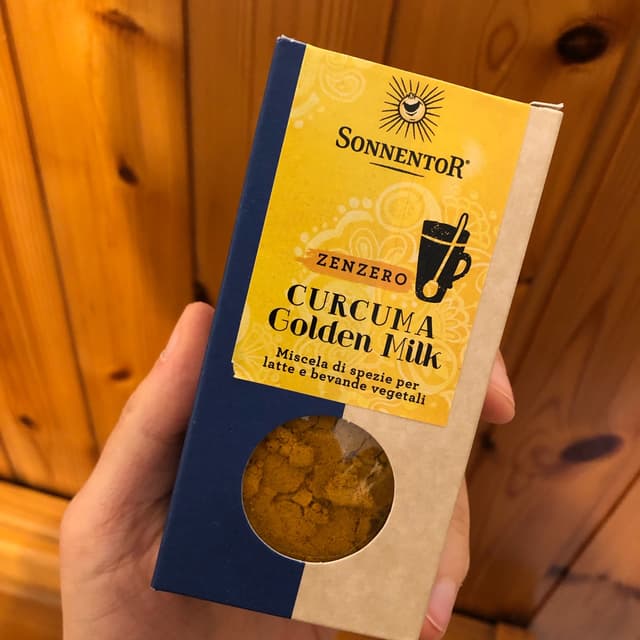 SONNENTOR®
ZENZERO
CURCUMA
Golden Milk
Miscela di spezie per
latte e bevande vegetali